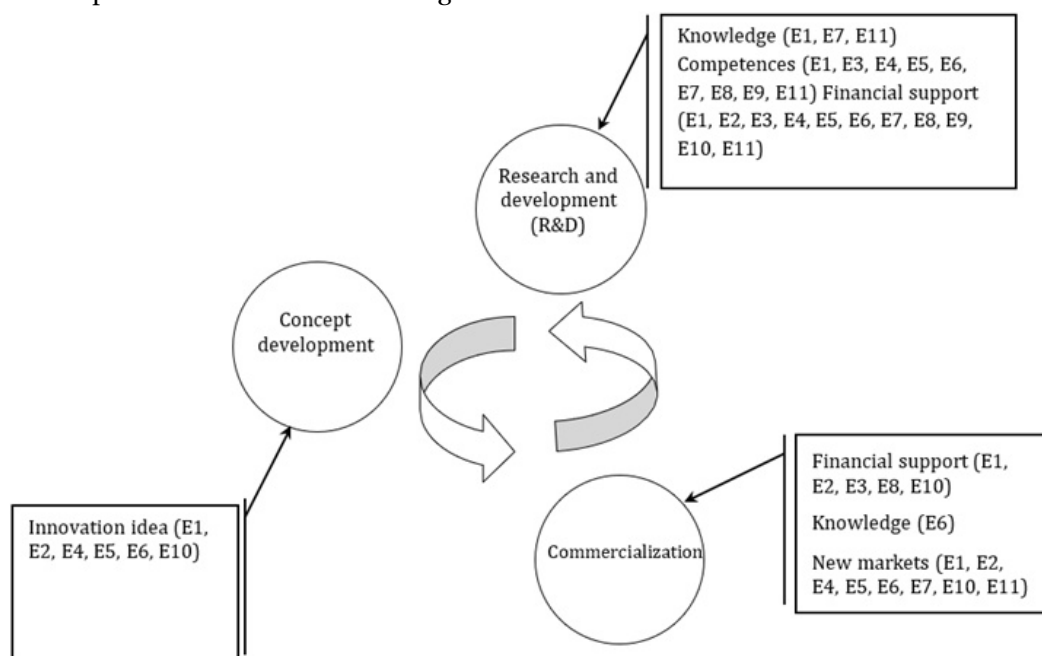 Knowledge (E1, E7, E11)
Competences (E1, E3, E4, E5, E6,
E7, E8, E9, E11) Financial support
(E1, E2, E3, E4, E5, E6, E7, E8, E9,
E10, E11)
Research and
development
(R&D)
Concept
development
Financial support (E1,
E2, E3, E8, E10)
Knowledge (E6)
New markets (E1, E2,
E4, E5, E6, E7, E10, E11)
Commercialization
Innovation idea (E1,
E2, E4, E5, E6, E10)